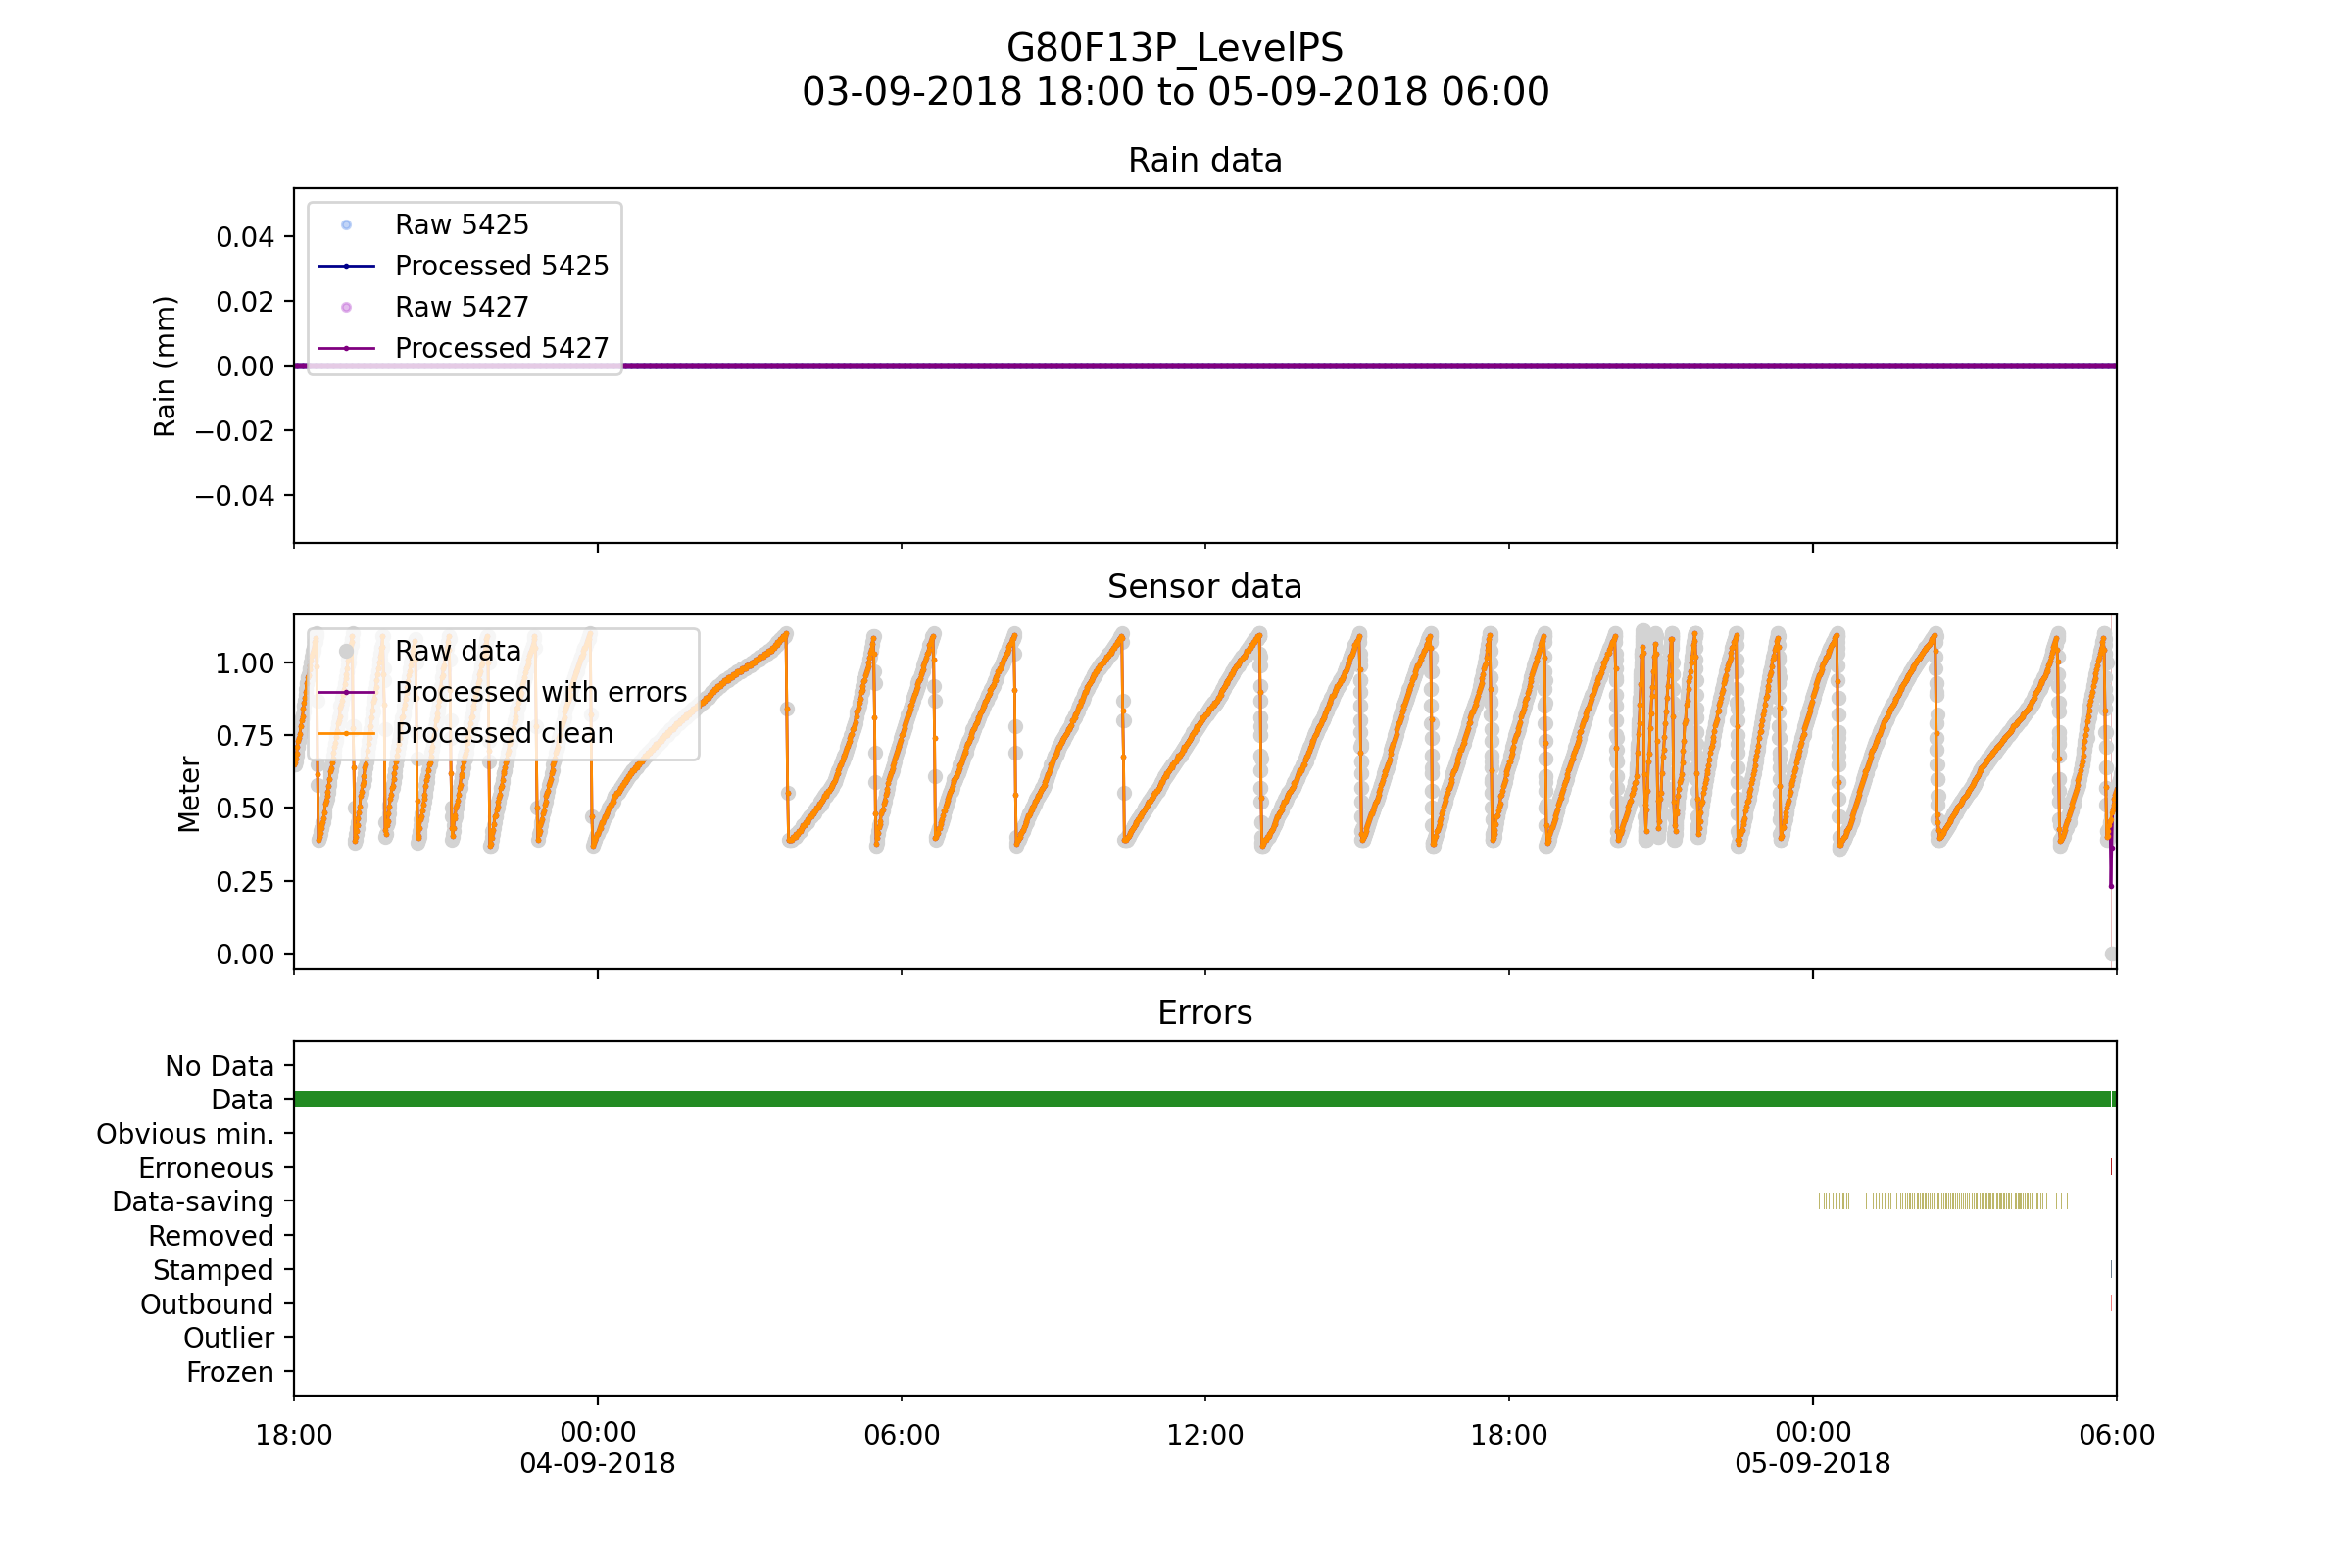 G80F13P_LevelPS
03-09-2018 18:00 to 05-09-2018 06:00
Rain data
Rain (mm)
0.04
0.02
0.00
−0.02
−0.04
Raw 5425
Processed 5425
Raw 5427
Processed 5427
Sensor data
Meter
1.00
0.75
0.50
0.25
0.00
Raw data
Processed with errors
Processed clean
Errors
No Data
Data
Obvious min.
Erroneous
Data-saving
Removed
Stamped
Outbound
Outlier
Frozen
18:00 00:00 06:00 12:00 18:00 00:00 06:00
04-09-2018 05-09-2018